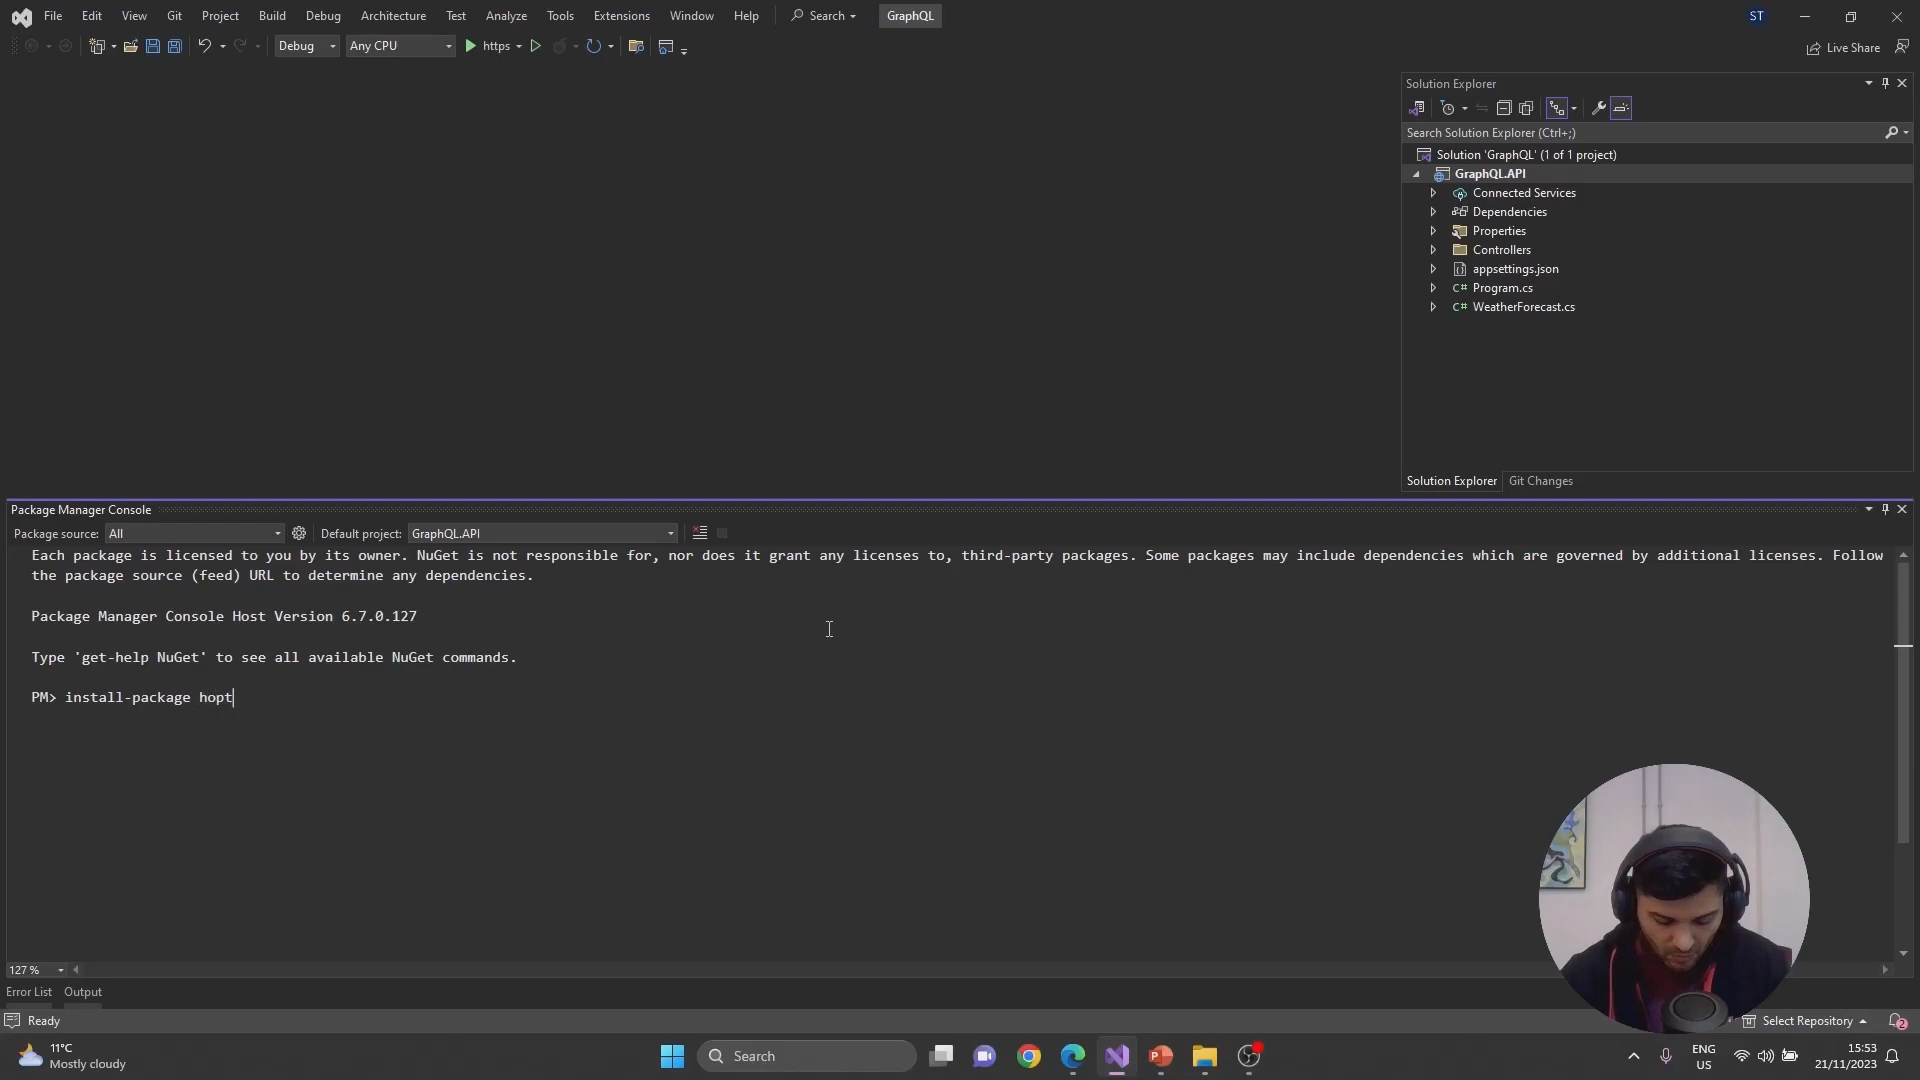 File Edit View Git Project Build Debug Architecture Test Analyze Tools Extensions Window Help Search GraphQL ST
Debug Any CPU https Live Share
Solution Explorer
Search Solution Explorer (Ctrl+;)
Solution 'GraphQL' (1 of 1 project)
GraphQL.API
Connected Services
Dependencies
Properties
Controllers
appsettings.json
C# Program.cs
C# WeatherForecast.cs
Solution Explorer Git Changes
Package Manager Console
Package source: All Default project: GraphQL.API
Each package is licensed to you by its owner. NuGet is not responsible for, nor does it grant any licenses to, third-party packages. Some packages may include dependencies which are governed by additional licenses. Follow
the package source (feed) URL to determine any dependencies.
Package Manager Console Host Version 6.7.0.127
Type 'get-help NuGet' to see all available NuGet commands.
PM> install-package hopt
127 %
Error List Output
Ready Select Repository 2
11°C
Mostly cloudy
Search
ENG
US
15:53
21/11/2023